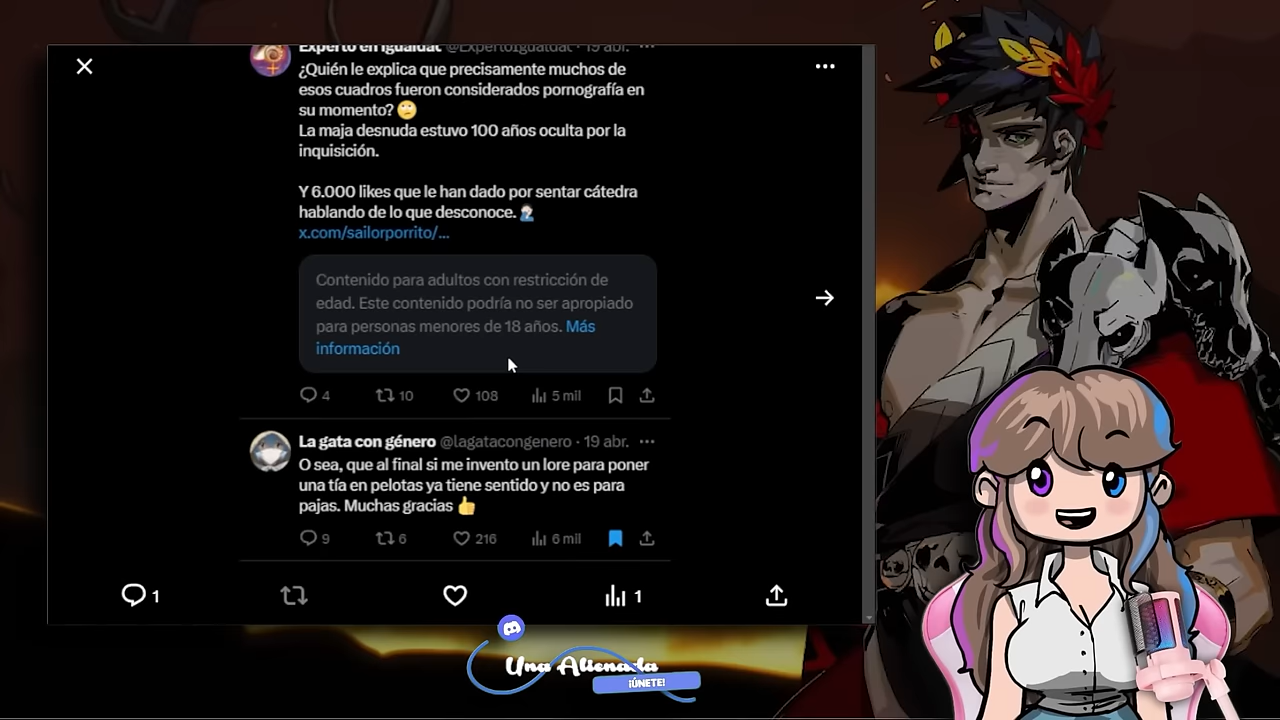 Experto en igualdat @ExpertoIgualdat · 19 abr. ···
¿Quién le explica que precisamente muchos de
esos cuadros fueron considerados pornografía en
su momento? 🙄
La maja desnuda estuvo 100 años oculta por la
inquisición.
Y 6.000 likes que le han dado por sentar cátedra
hablando de lo que desconoce. 🤦
x.com/sailorporrito/...
Contenido para adultos con restricción de
edad. Este contenido podría no ser apropiado
para personas menores de 18 años. Más
información
4 10 108 5 mil
La gata con género @lagatacongenero · 19 abr. ···
O sea, que al final si me invento un lore para poner
una tía en pelotas ya tiene sentido y no es para
pajas. Muchas gracias 👍
9 6 216 6 mil
1 1
Una Alienada
¡ÚNETE!